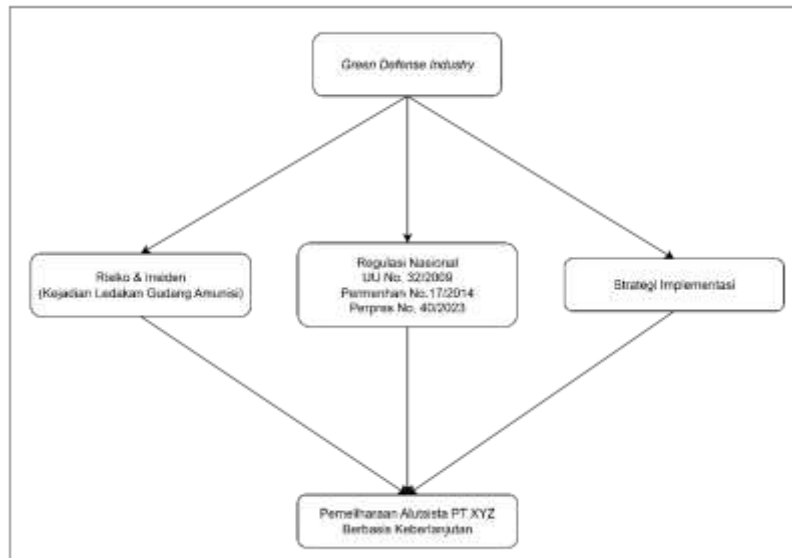 Green Defense Industry
Risiko & Insiden
(Kejadian Ledakan Gudang Amunisi)
Regulasi Nasional
UU No. 32/2009
Permenhan No.17/2014
Perpres No. 40/2023
Strategi Implementasi
Pemeliharaan Alutsista PT.XYZ
Berbasis Keberlanjutan